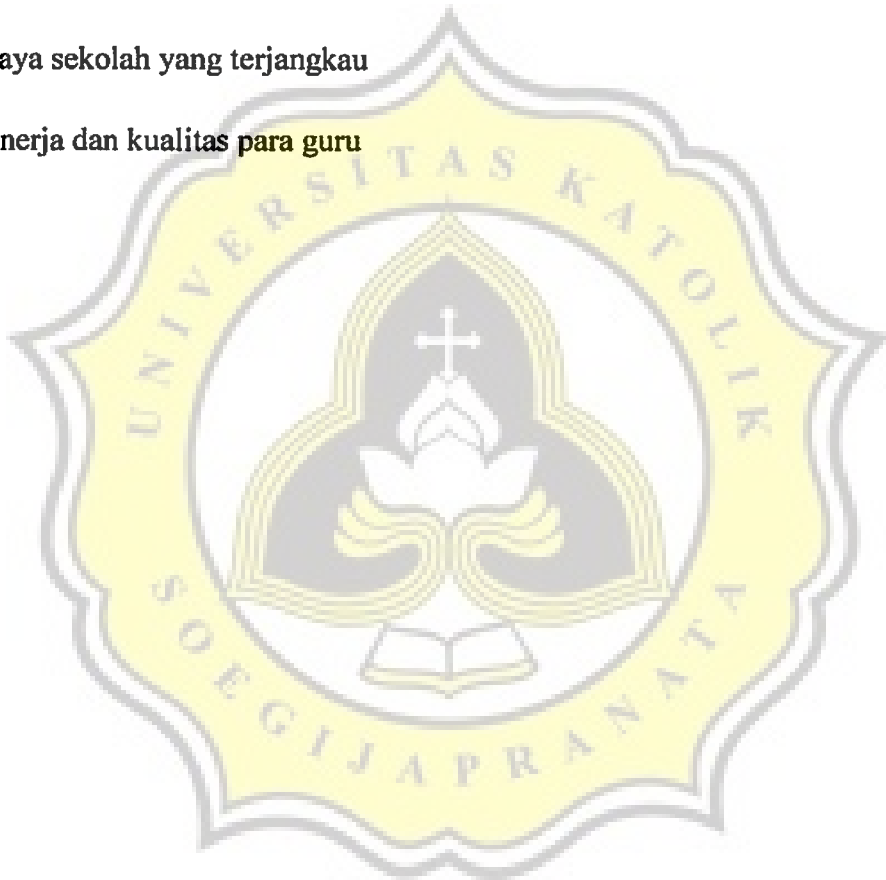 aya sekolah yang terjangkau
nerja dan kualitas para guru
UNIVERSITAS KATOLIK
SOEGIJAPRANATA